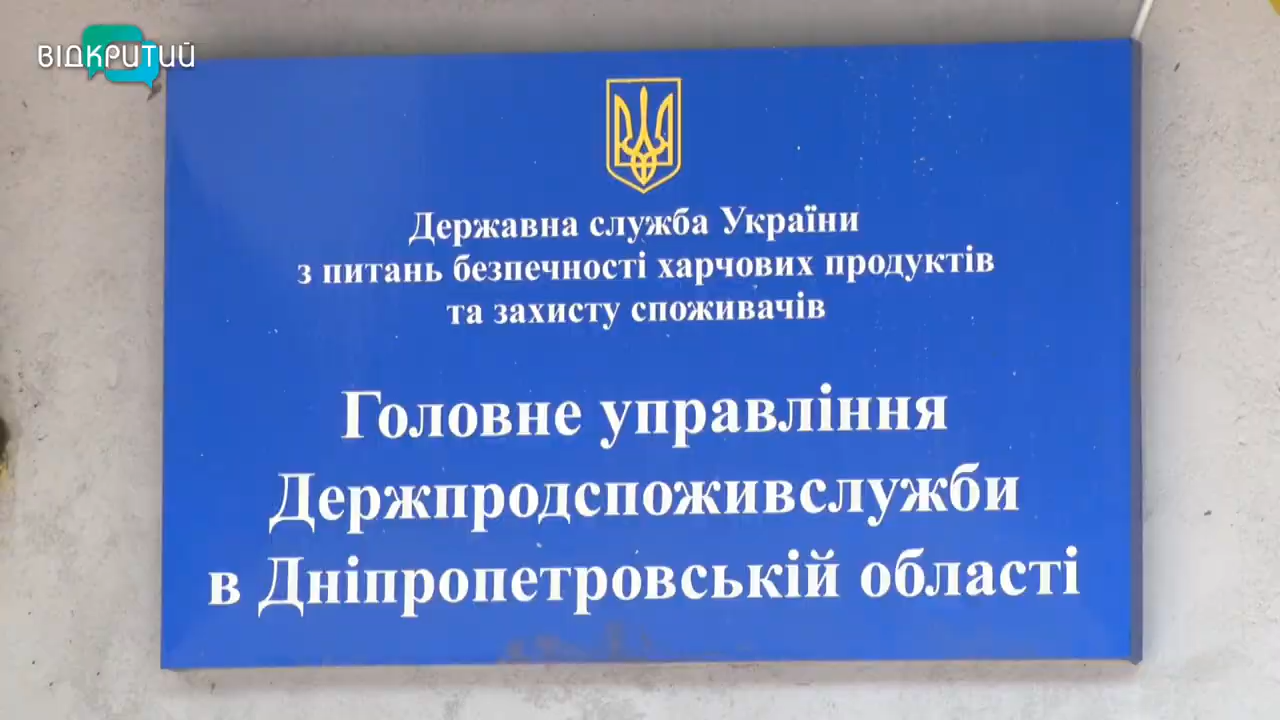 ВІДКРИТИЙ
Державна служба України
з питань безпечності харчових продуктів
та захисту споживачів
Головне управління
Держпродспоживслужби
в Дніпропетровській області